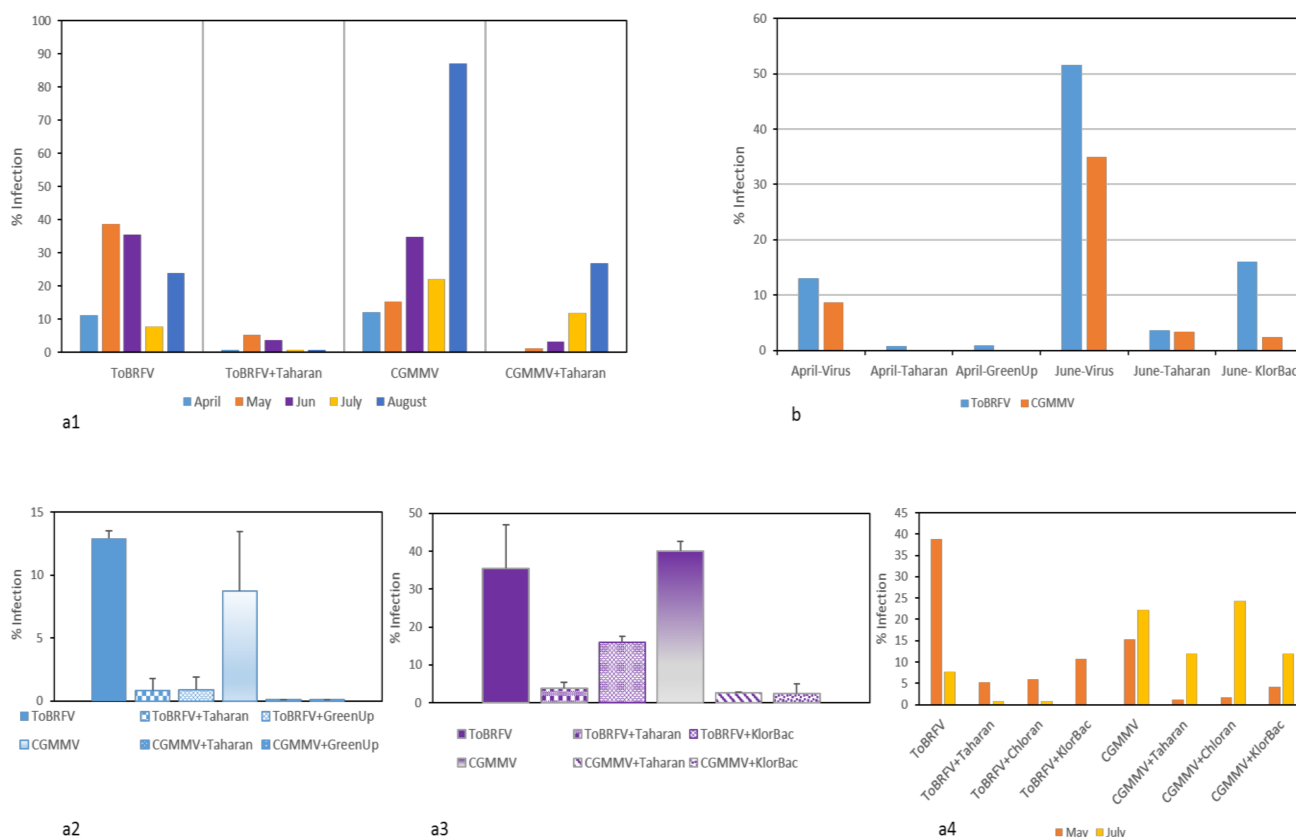 100
90
80
70
60
50
40
30
20
10
0
% Infection
ToBRFV ToBRFV+Taharan CGMMV CGMMV+Taharan
April May Jun July August
a1
60
50
40
30
20
10
0
% Infection
April-Virus April-Taharan April-GreenUp June-Virus June-Taharan June- KlorBac
ToBRFV CGMMV
b
15
10
5
0
% Infection
ToBRFV ToBRFV+Taharan ToBRFV+GreenUp
CGMMV CGMMV+Taharan CGMMV+GreenUp
a2
50
40
30
20
10
0
% Infection
ToBRFV ToBRFV+Taharan ToBRFV+KlorBac
CGMMV CGMMV+Taharan CGMMV+KlorBac
a3
45
40
35
30
25
20
15
10
5
0
% Infection
ToBRFV
ToBRFV+Taharan
ToBRFV+Chloran
ToBRFV+KlorBac
CGMMV
CGMMV+Taharan
CGMMV+Chloran
CGMMV+KlorBac
May July
a4